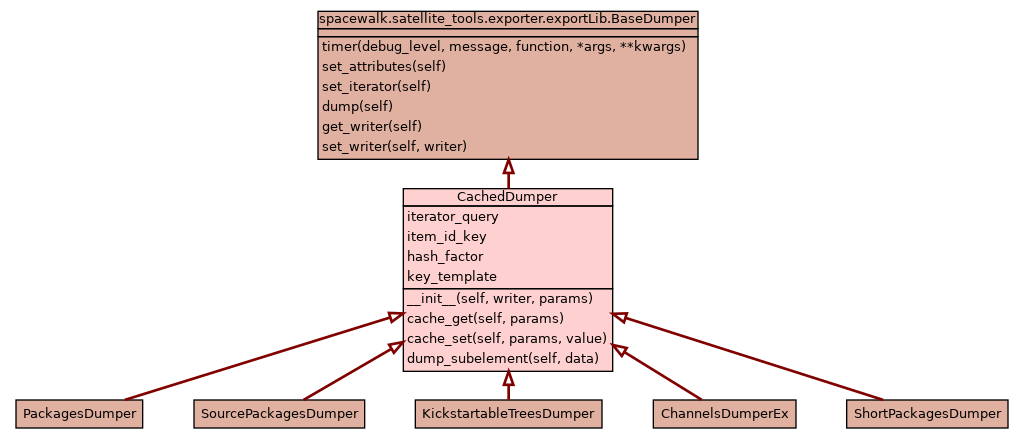 spacewalk.satellite_tools.exporter.exportLib.BaseDumper
timer(debug_level, message, function, *args, **kwargs)
set_attributes(self)
set_iterator(self)
dump(self)
get_writer(self)
set_writer(self, writer)
CachedDumper
iterator_query
item_id_key
hash_factor
key_template
__init__(self, writer, params)
cache_get(self, params)
cache_set(self, params, value)
dump_subelement(self, data)
PackagesDumper
SourcePackagesDumper
KickstartableTreesDumper
ChannelsDumperEx
ShortPackagesDumper